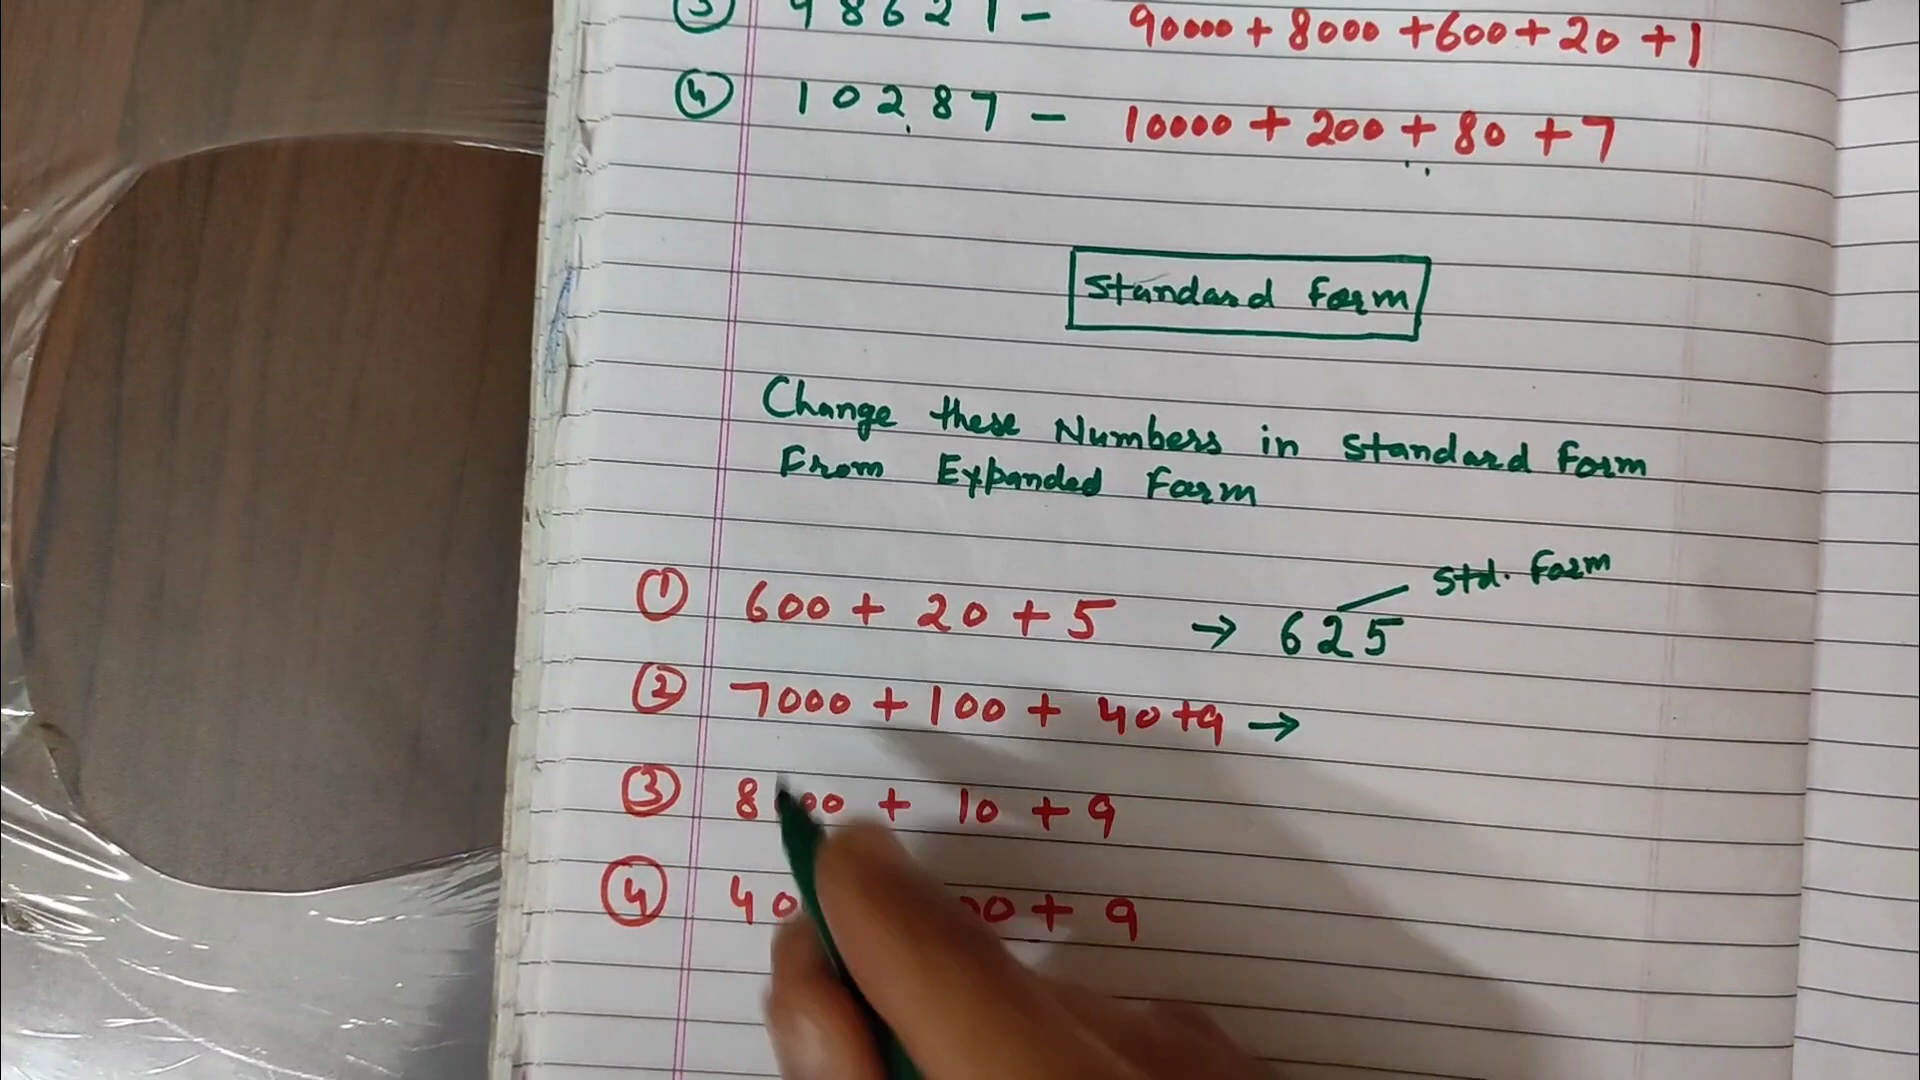 ③ 98621 - 90000 + 8000 + 600 + 20 + 1
④ 10287 - 10000 + 200 + 80 + 7
Standard Form
Change these Numbers in Standard Form
From Expanded Form
Std. Form
① 600 + 20 + 5 → 625
② 7000 + 100 + 40 + 9 →
③ + 10 + 9
④ + 9